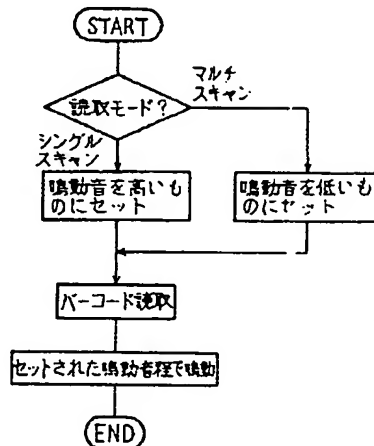 START
読取モード?
マルチ
スキャン
シングル
スキャン
鳴動音を高いも
のにセット
鳴動音を低いも
のにセット
バーコード読取
セットされた鳴動音程で鳴動
END